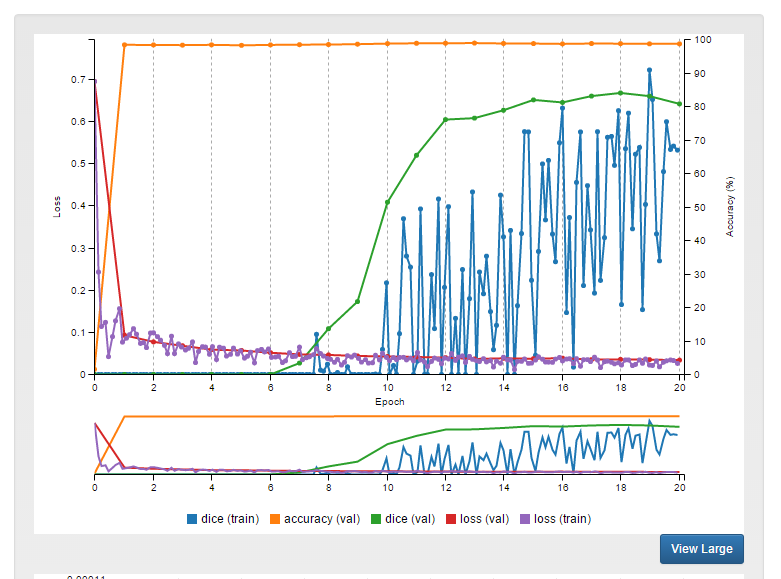 100
0.7
90
0.6
80
70
0.5
60
0.4
50
0.3
40
30
0.2
20
0.1
10
0
0
0 2 4 6 8 10 12 14 16 18 20
Loss
Accuracy (%)
Epoch
0 2 4 6 8 10 12 14 16 18 20
dice (train) accuracy (val) dice (val) loss (val) loss (train)
View Large